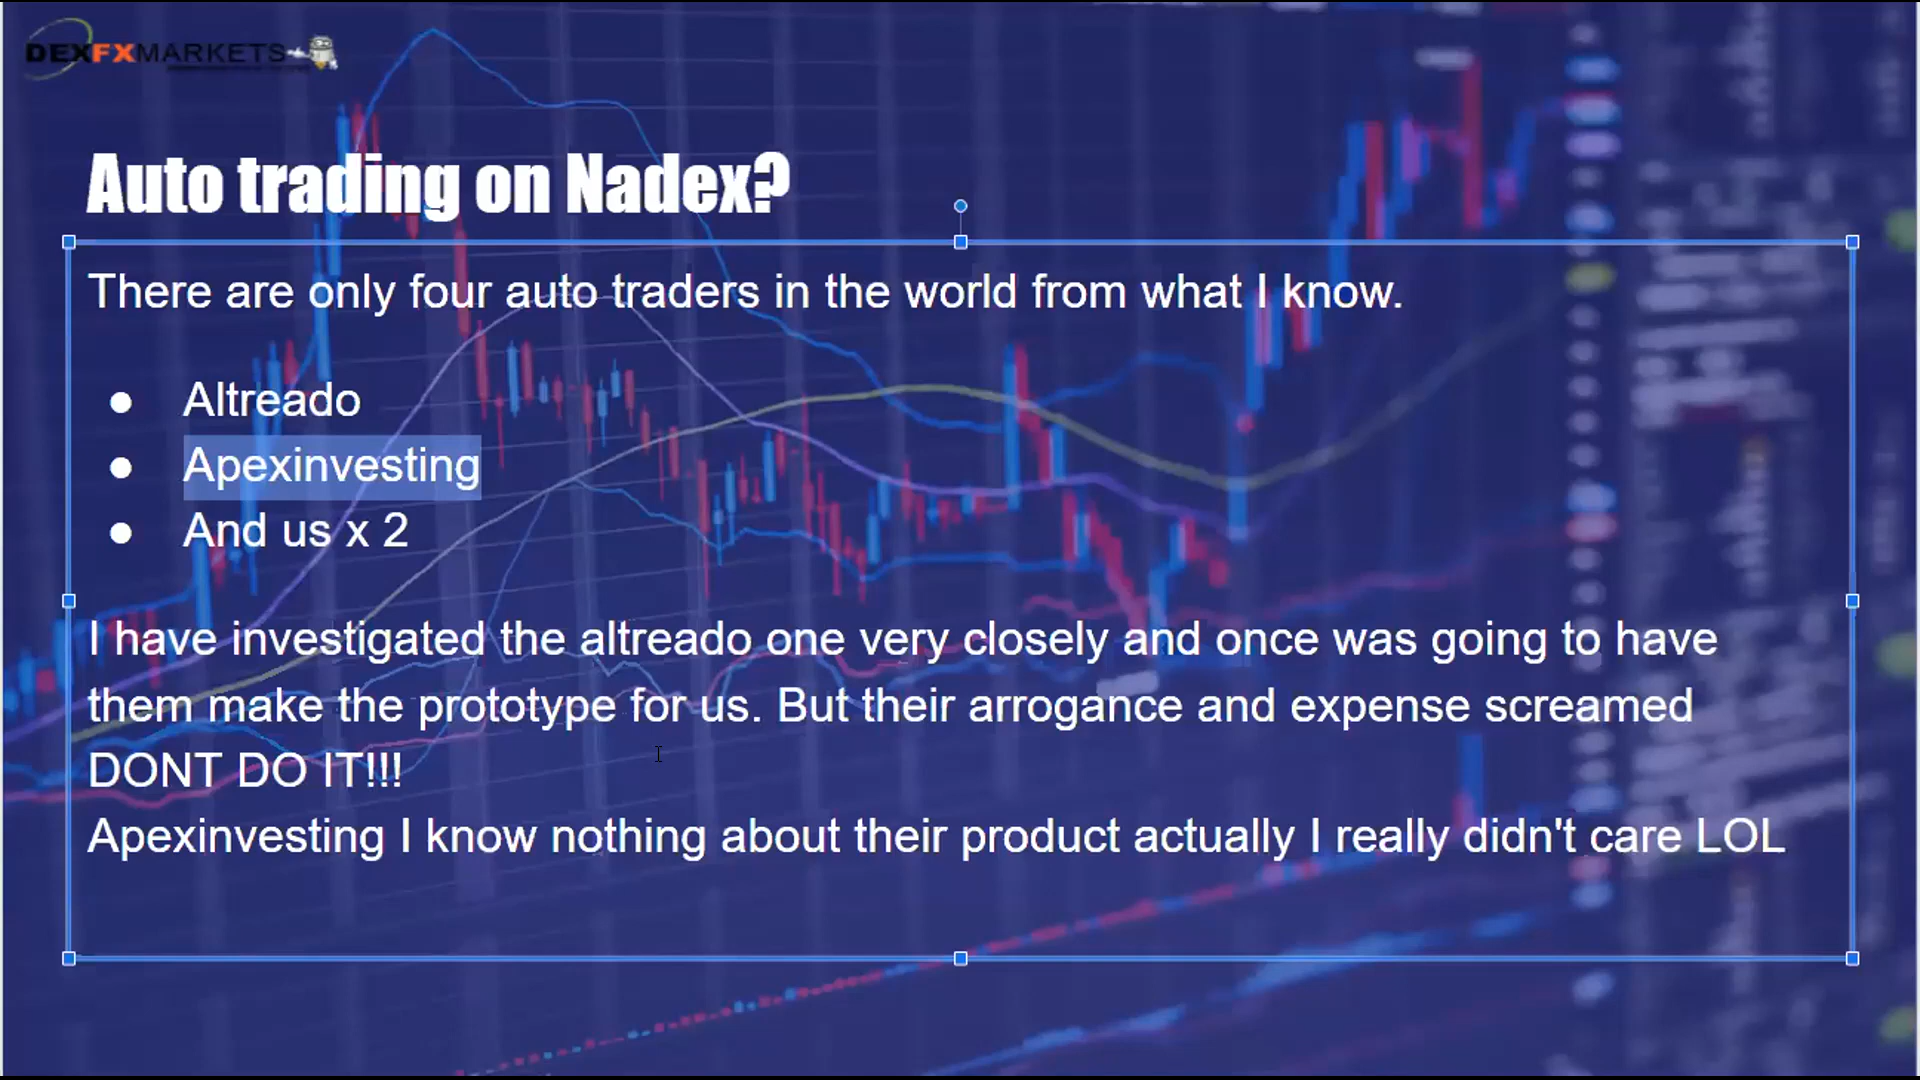 DEXFXMARKETS
Auto trading on Nadex?
There are only four auto traders in the world from what I know.
● Altreado
● Apexinvesting
● And us x 2
I have investigated the altreado one very closely and once was going to have
them make the prototype for us. But their arrogance and expense screamed
DONT DO IT!!!
Apexinvesting I know nothing about their product actually I really didn't care LOL